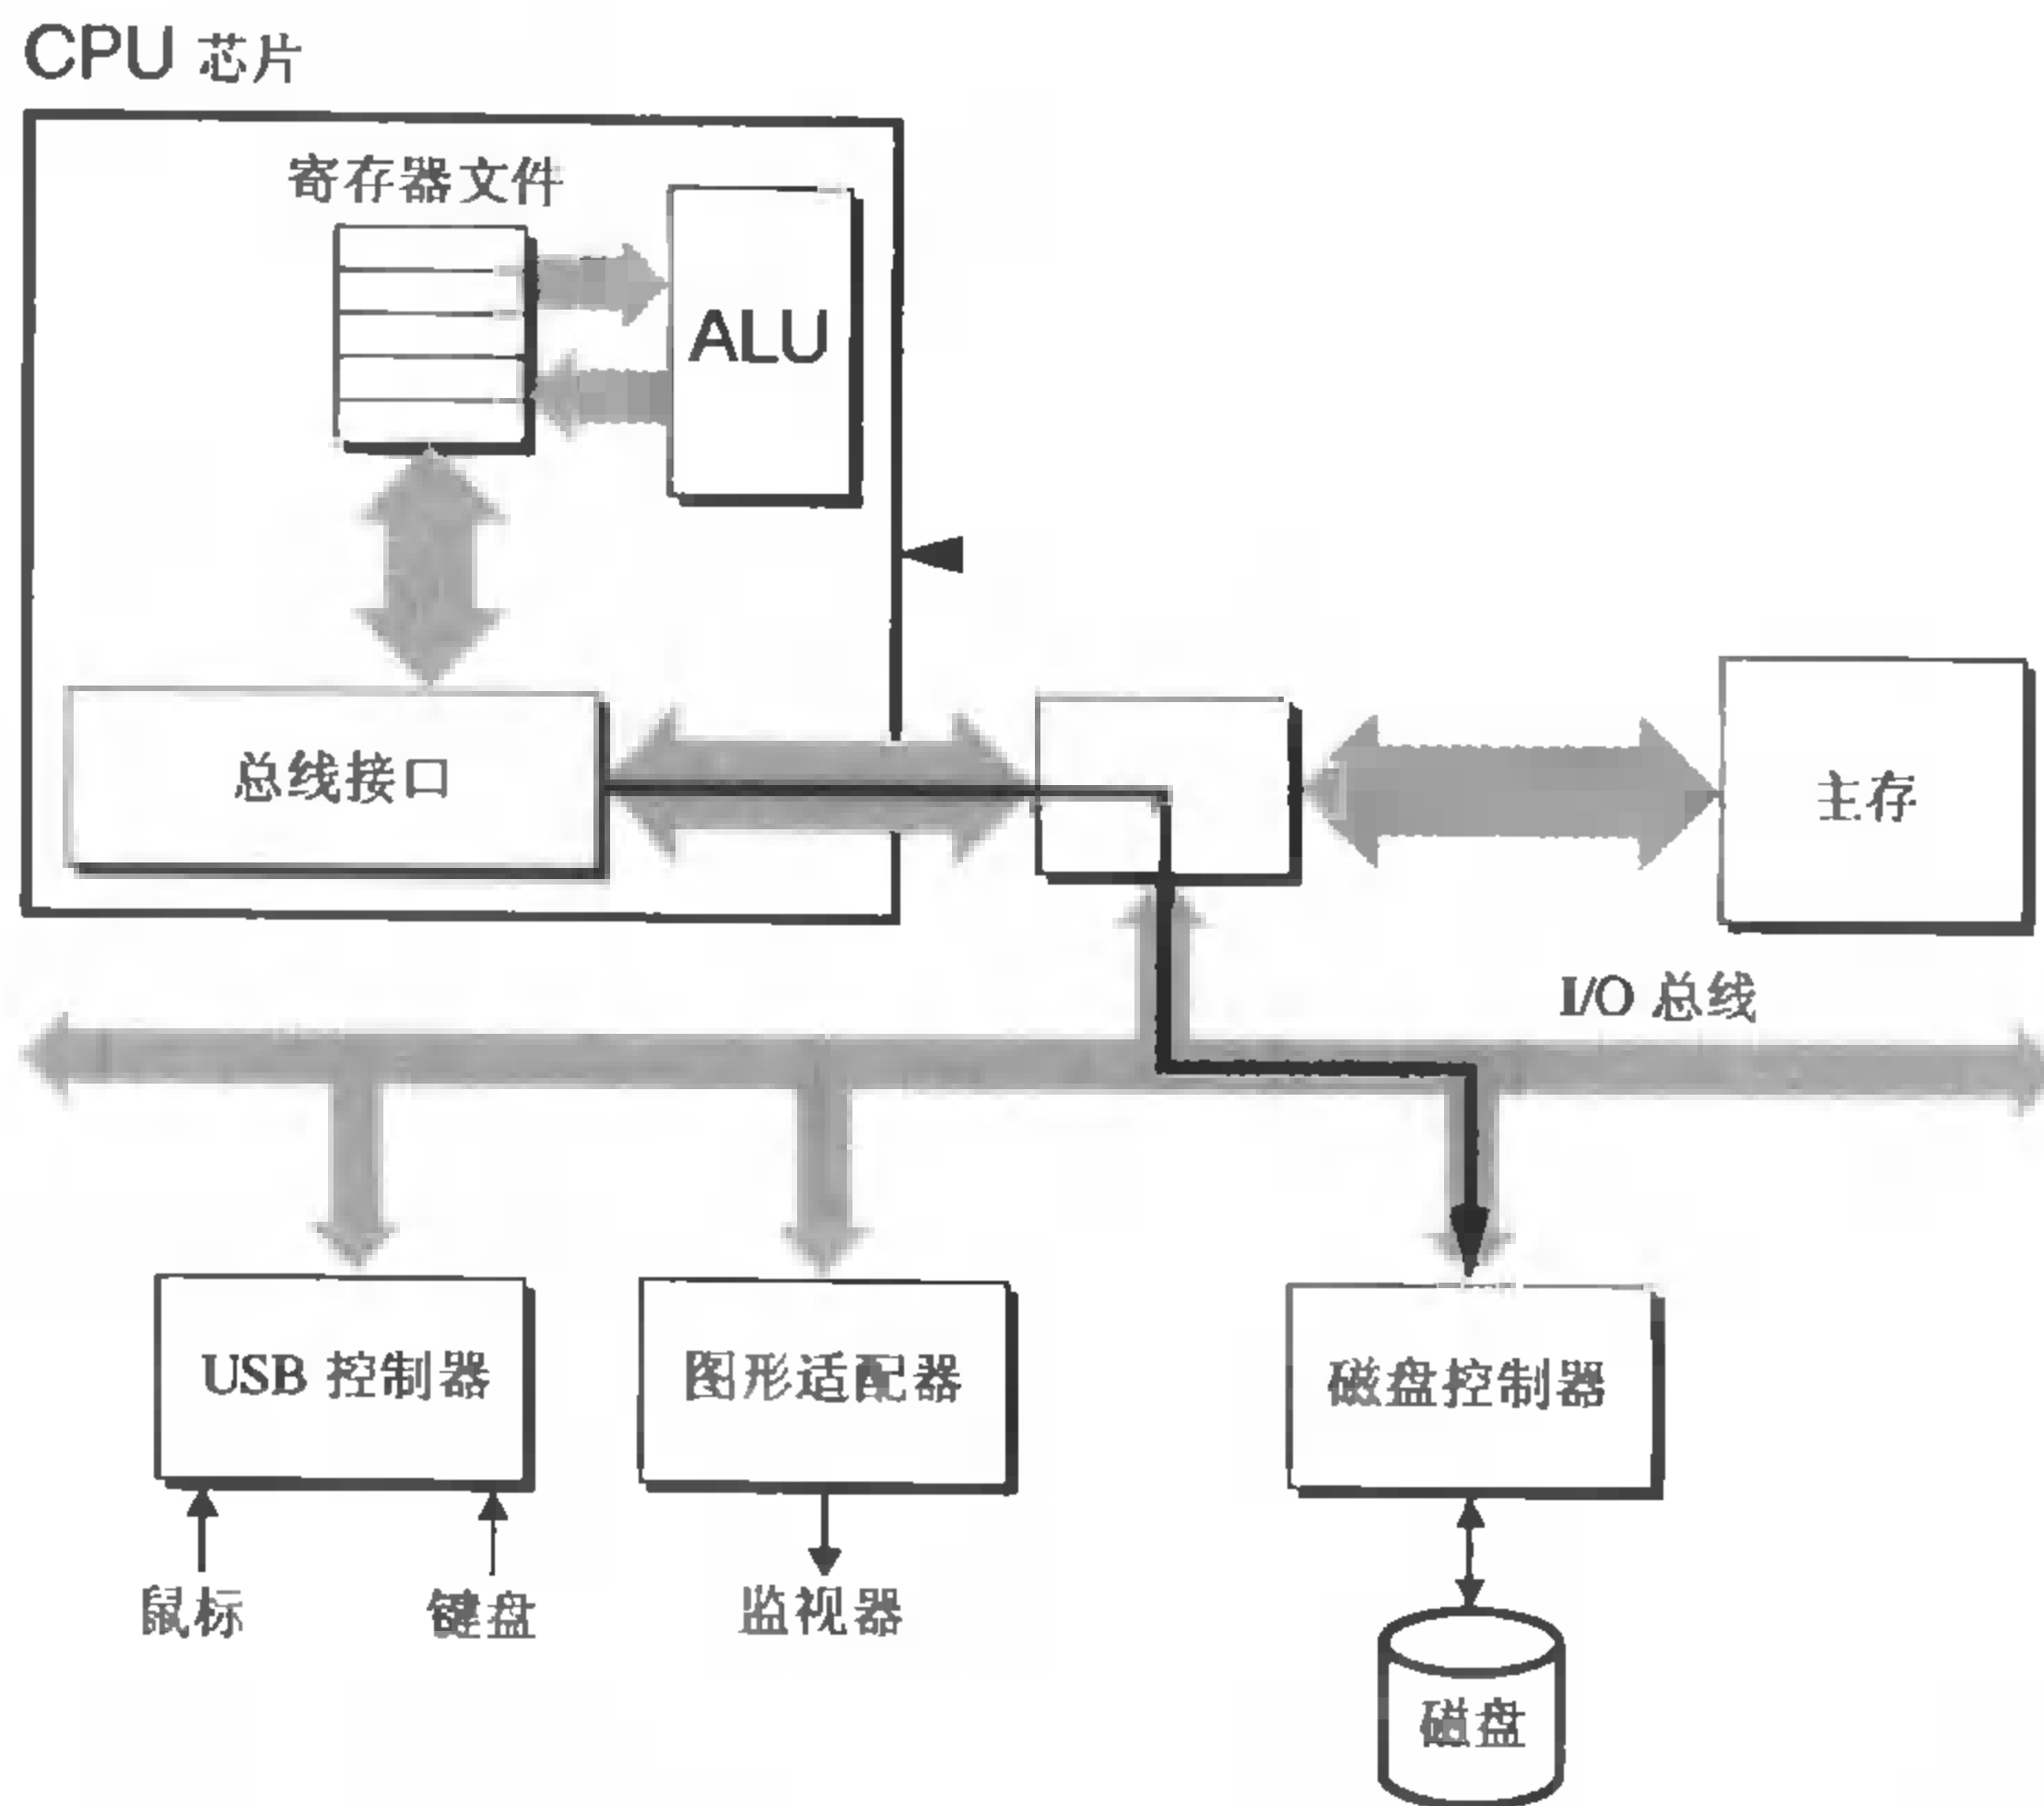 CPU 芯片
寄存器文件
ALU
总线接口
主存
I/O 总线
USB 控制器
图形适配器
磁盘控制器
鼠标
键盘
监视器
磁盘